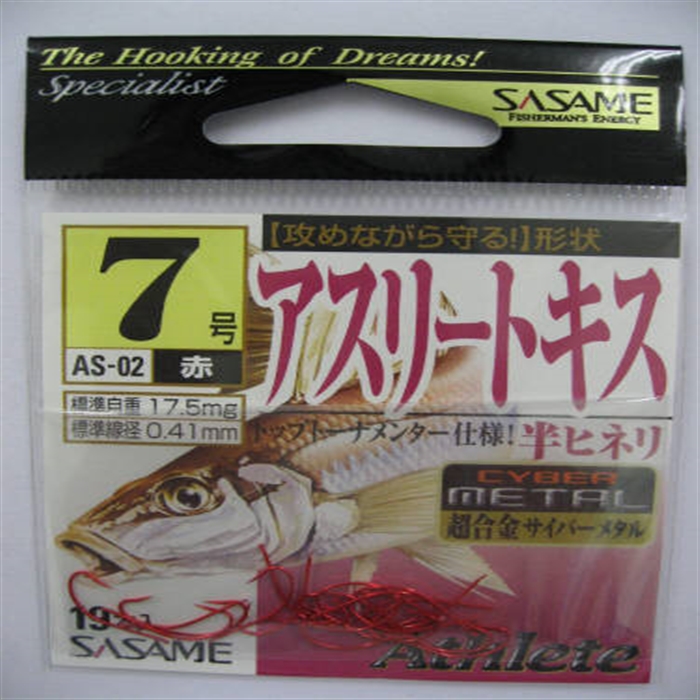 The Hooking of Dreams!
Specialist
SASAME
FISHERMAN'S ENERGY
7号
AS-02 赤
標準自重 17.5mg
標準線径 0.41mm
【攻めながら守る!】形状
アスリートキス
トップトーナメンター仕様!半ヒネリ
CYBER
METAL
超合金サイバーメタル
SASAME
Athlete